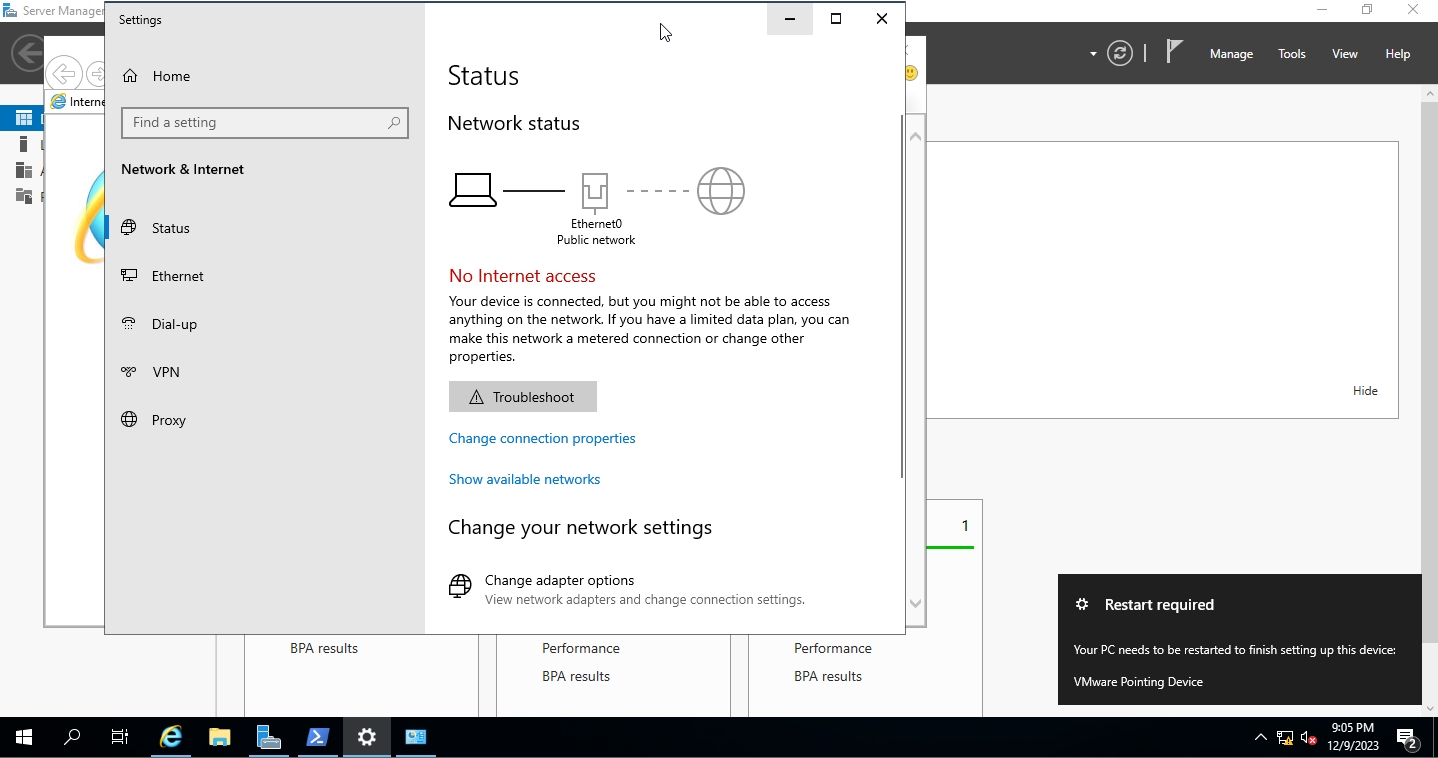 Server Manager
Manage
Tools
View
Help
Interne
Settings
Home
Find a setting
Network & Internet
Status
Ethernet
Dial-up
VPN
Proxy
Status
Network status
Ethernet0
Public network
No Internet access
Your device is connected, but you might not be able to access
anything on the network. If you have a limited data plan, you can
make this network a metered connection or change other
properties.
Troubleshoot
Change connection properties
Show available networks
Change your network settings
Change adapter options
View network adapters and change connection settings.
Hide
1
BPA results
Performance
BPA results
Performance
BPA results
Restart required
Your PC needs to be restarted to finish setting up this device:
VMware Pointing Device
9:05 PM
12/9/2023
2